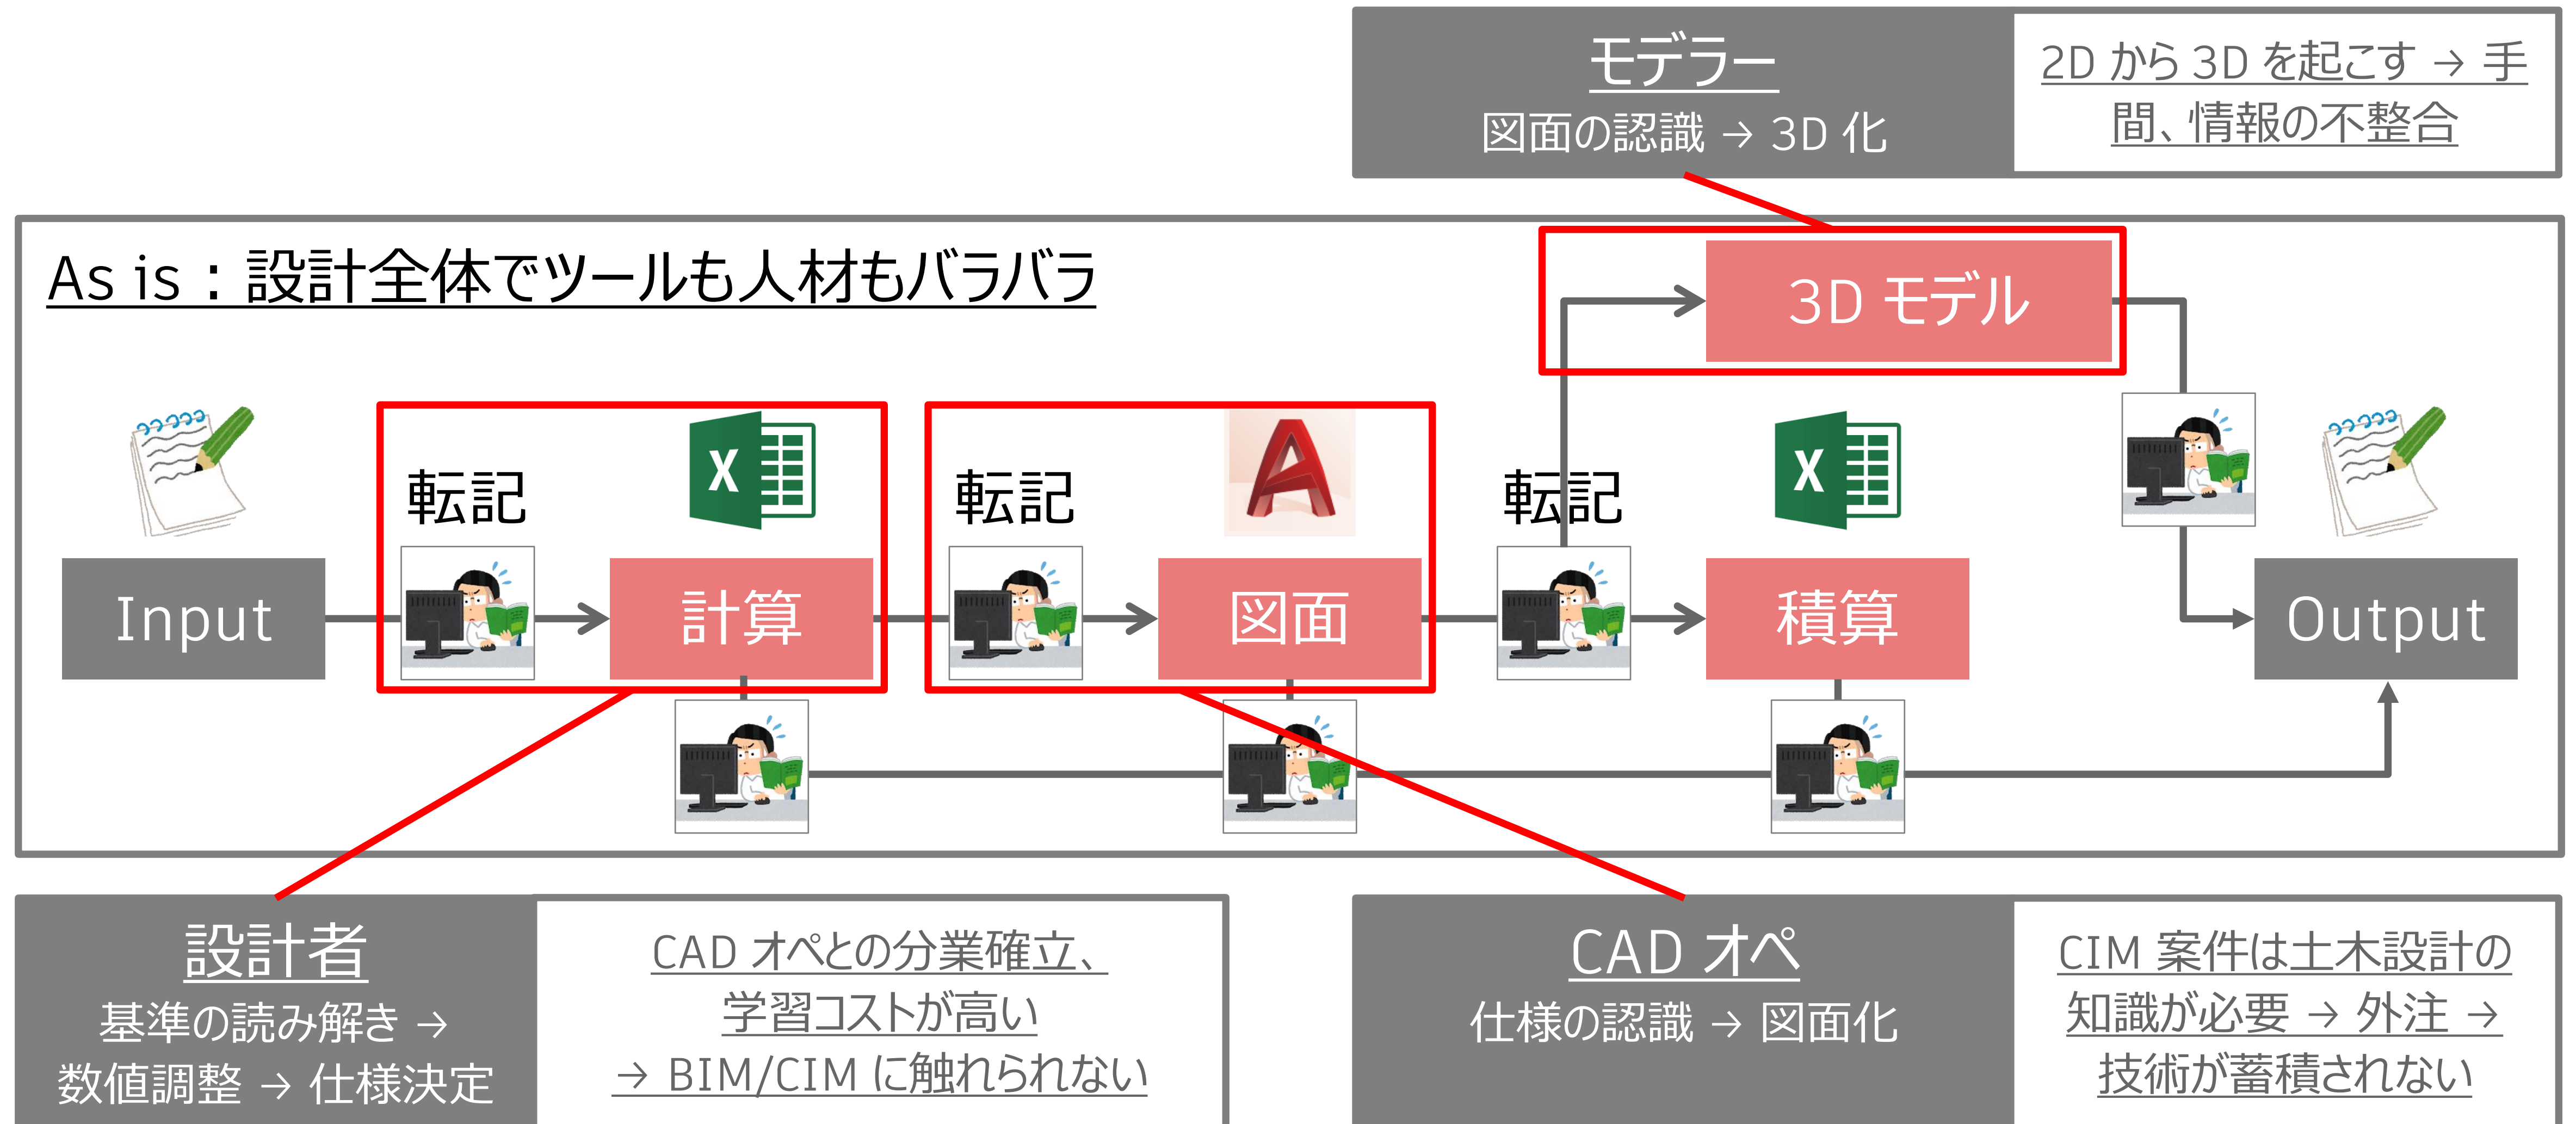 モデラー
図面の認識 → 3D 化
2D から 3D を起こす → 手
間、情報の不整合
As is：設計全体でツールも人材もバラバラ
3D モデル
転記
X
転記
A
転記
X
Input
計算
図面
積算
Output
設計者
基準の読み解き →
数値調整 → 仕様決定
CAD オペとの分業確立、
学習コストが高い
→ BIM/CIM に触れられない
CAD オペ
仕様の認識 → 図面化
CIM 案件は土木設計の
知識が必要 → 外注 →
技術が蓄積されない